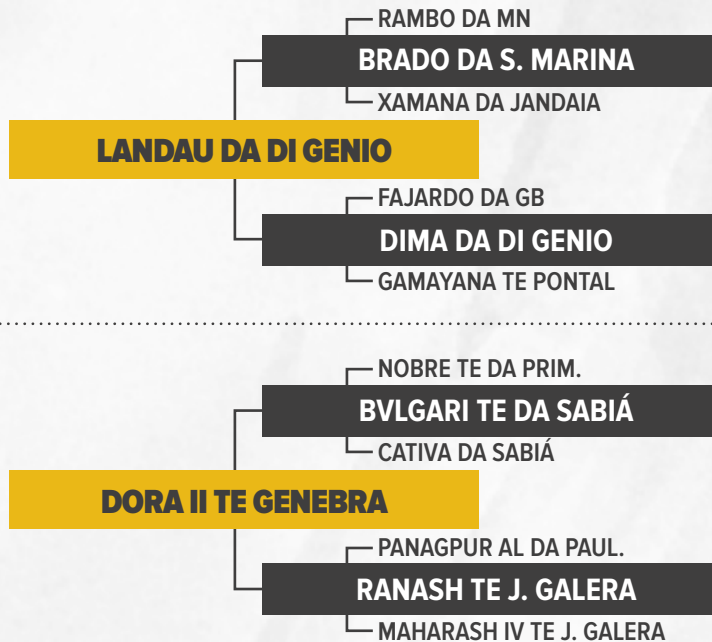 RAMBO DA MN
BRADO DA S. MARINA
XAMANA DA JANDAIA
LANDAU DA DI GENIO
FAJARDO DA GB
DIMA DA DI GENIO
GAMAYANA TE PONTAL
NOBRE TE DA PRIM.
BVLGARI TE DA SABIÁ
CATIVA DA SABIÁ
DORA II TE GENEBRA
PANAGPUR AL DA PAUL.
RANASH TE J. GALERA
MAHARASH IV TE J. GALERA